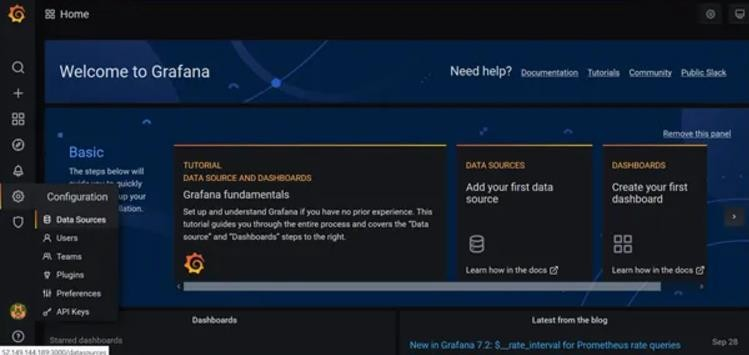 Home
Welcome to Grafana
Need help?
Documentation
Tutorials
Community
Public Slack
Remove this panel
Basic
The steps below will
quickly
up your
TUTORIAL
DATA SOURCE AND DASHBOARDS
Grafana fundamentals
Set up and understand Grafana if you have no prior experience. This
tutorial guides you through the entire process and covers the "Data
source" and "Dashboards" steps to the right.
DATA SOURCES
Add your first data
source
Learn how in the docs
DASHBOARDS
Create your first
dashboard
Learn how in the docs
Configuration
Data Sources
Users
Teams
Plugins
Preferences
API Keys
Dashboards
Starred dashboards
Latest from the blog
New in Grafana 7.2: $__rate_interval for Prometheus rate queries
Sep 28
52.149.144.189:3000/datasources